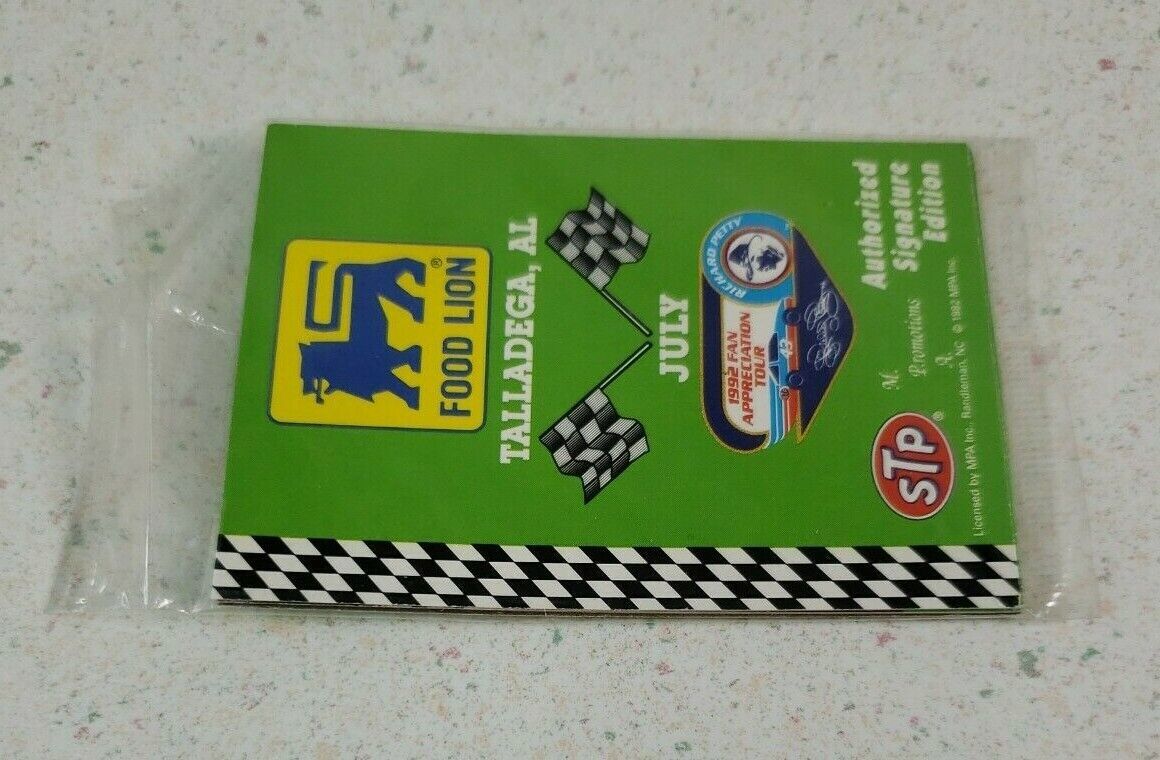 FOOD LION®
TALLADEGA, AL
JULY
RICHARD PETTY
1992 FAN
APPRECIATION
TOUR
43
STP®
M.
Promotions
A.
Authorized
Signature
Edition
Licensed by MPA Inc., Randleman, NC © 1992 MPA Inc.